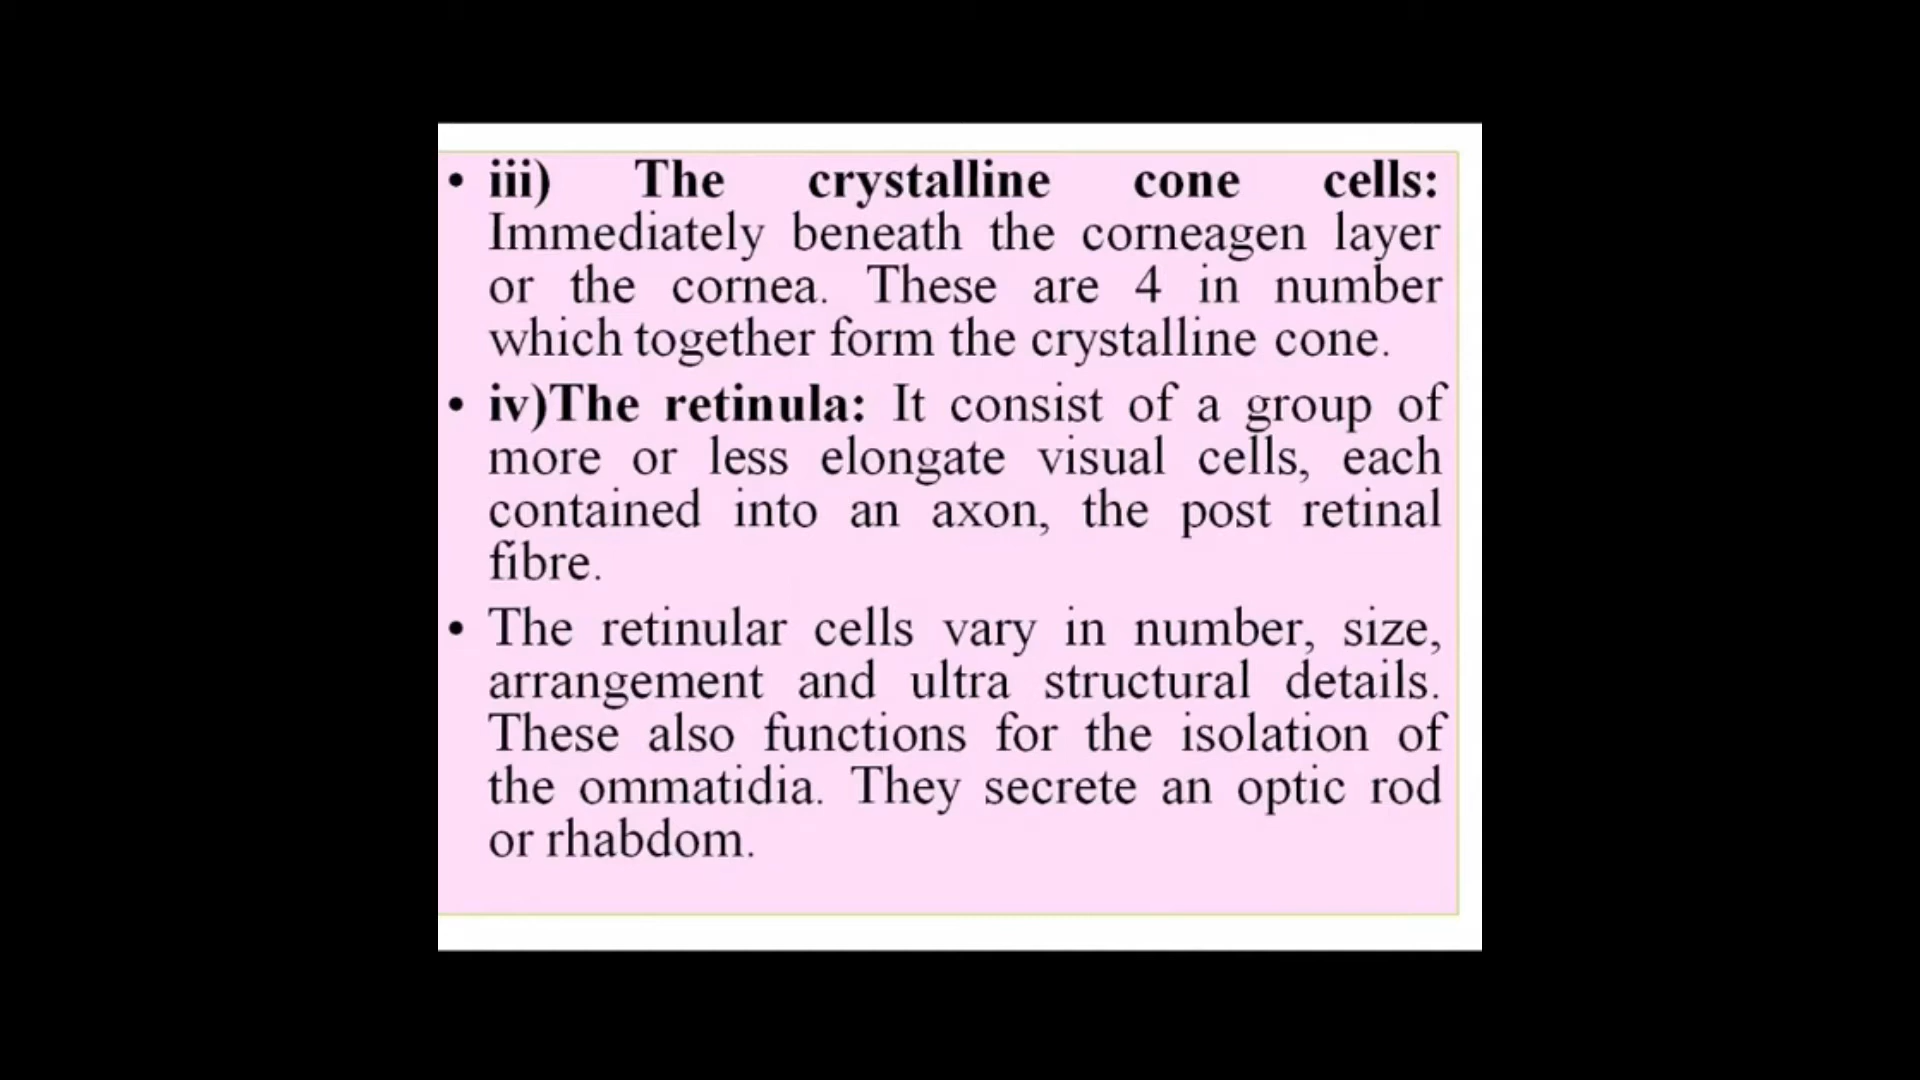 • iii) The crystalline cone cells:
Immediately beneath the corneagen layer
or the cornea. These are 4 in number
which together form the crystalline cone.
• iv)The retinula: It consist of a group of
more or less elongate visual cells, each
contained into an axon, the post retinal
fibre.
• The retinular cells vary in number, size,
arrangement and ultra structural details.
These also functions for the isolation of
the ommatidia. They secrete an optic rod
or rhabdom.